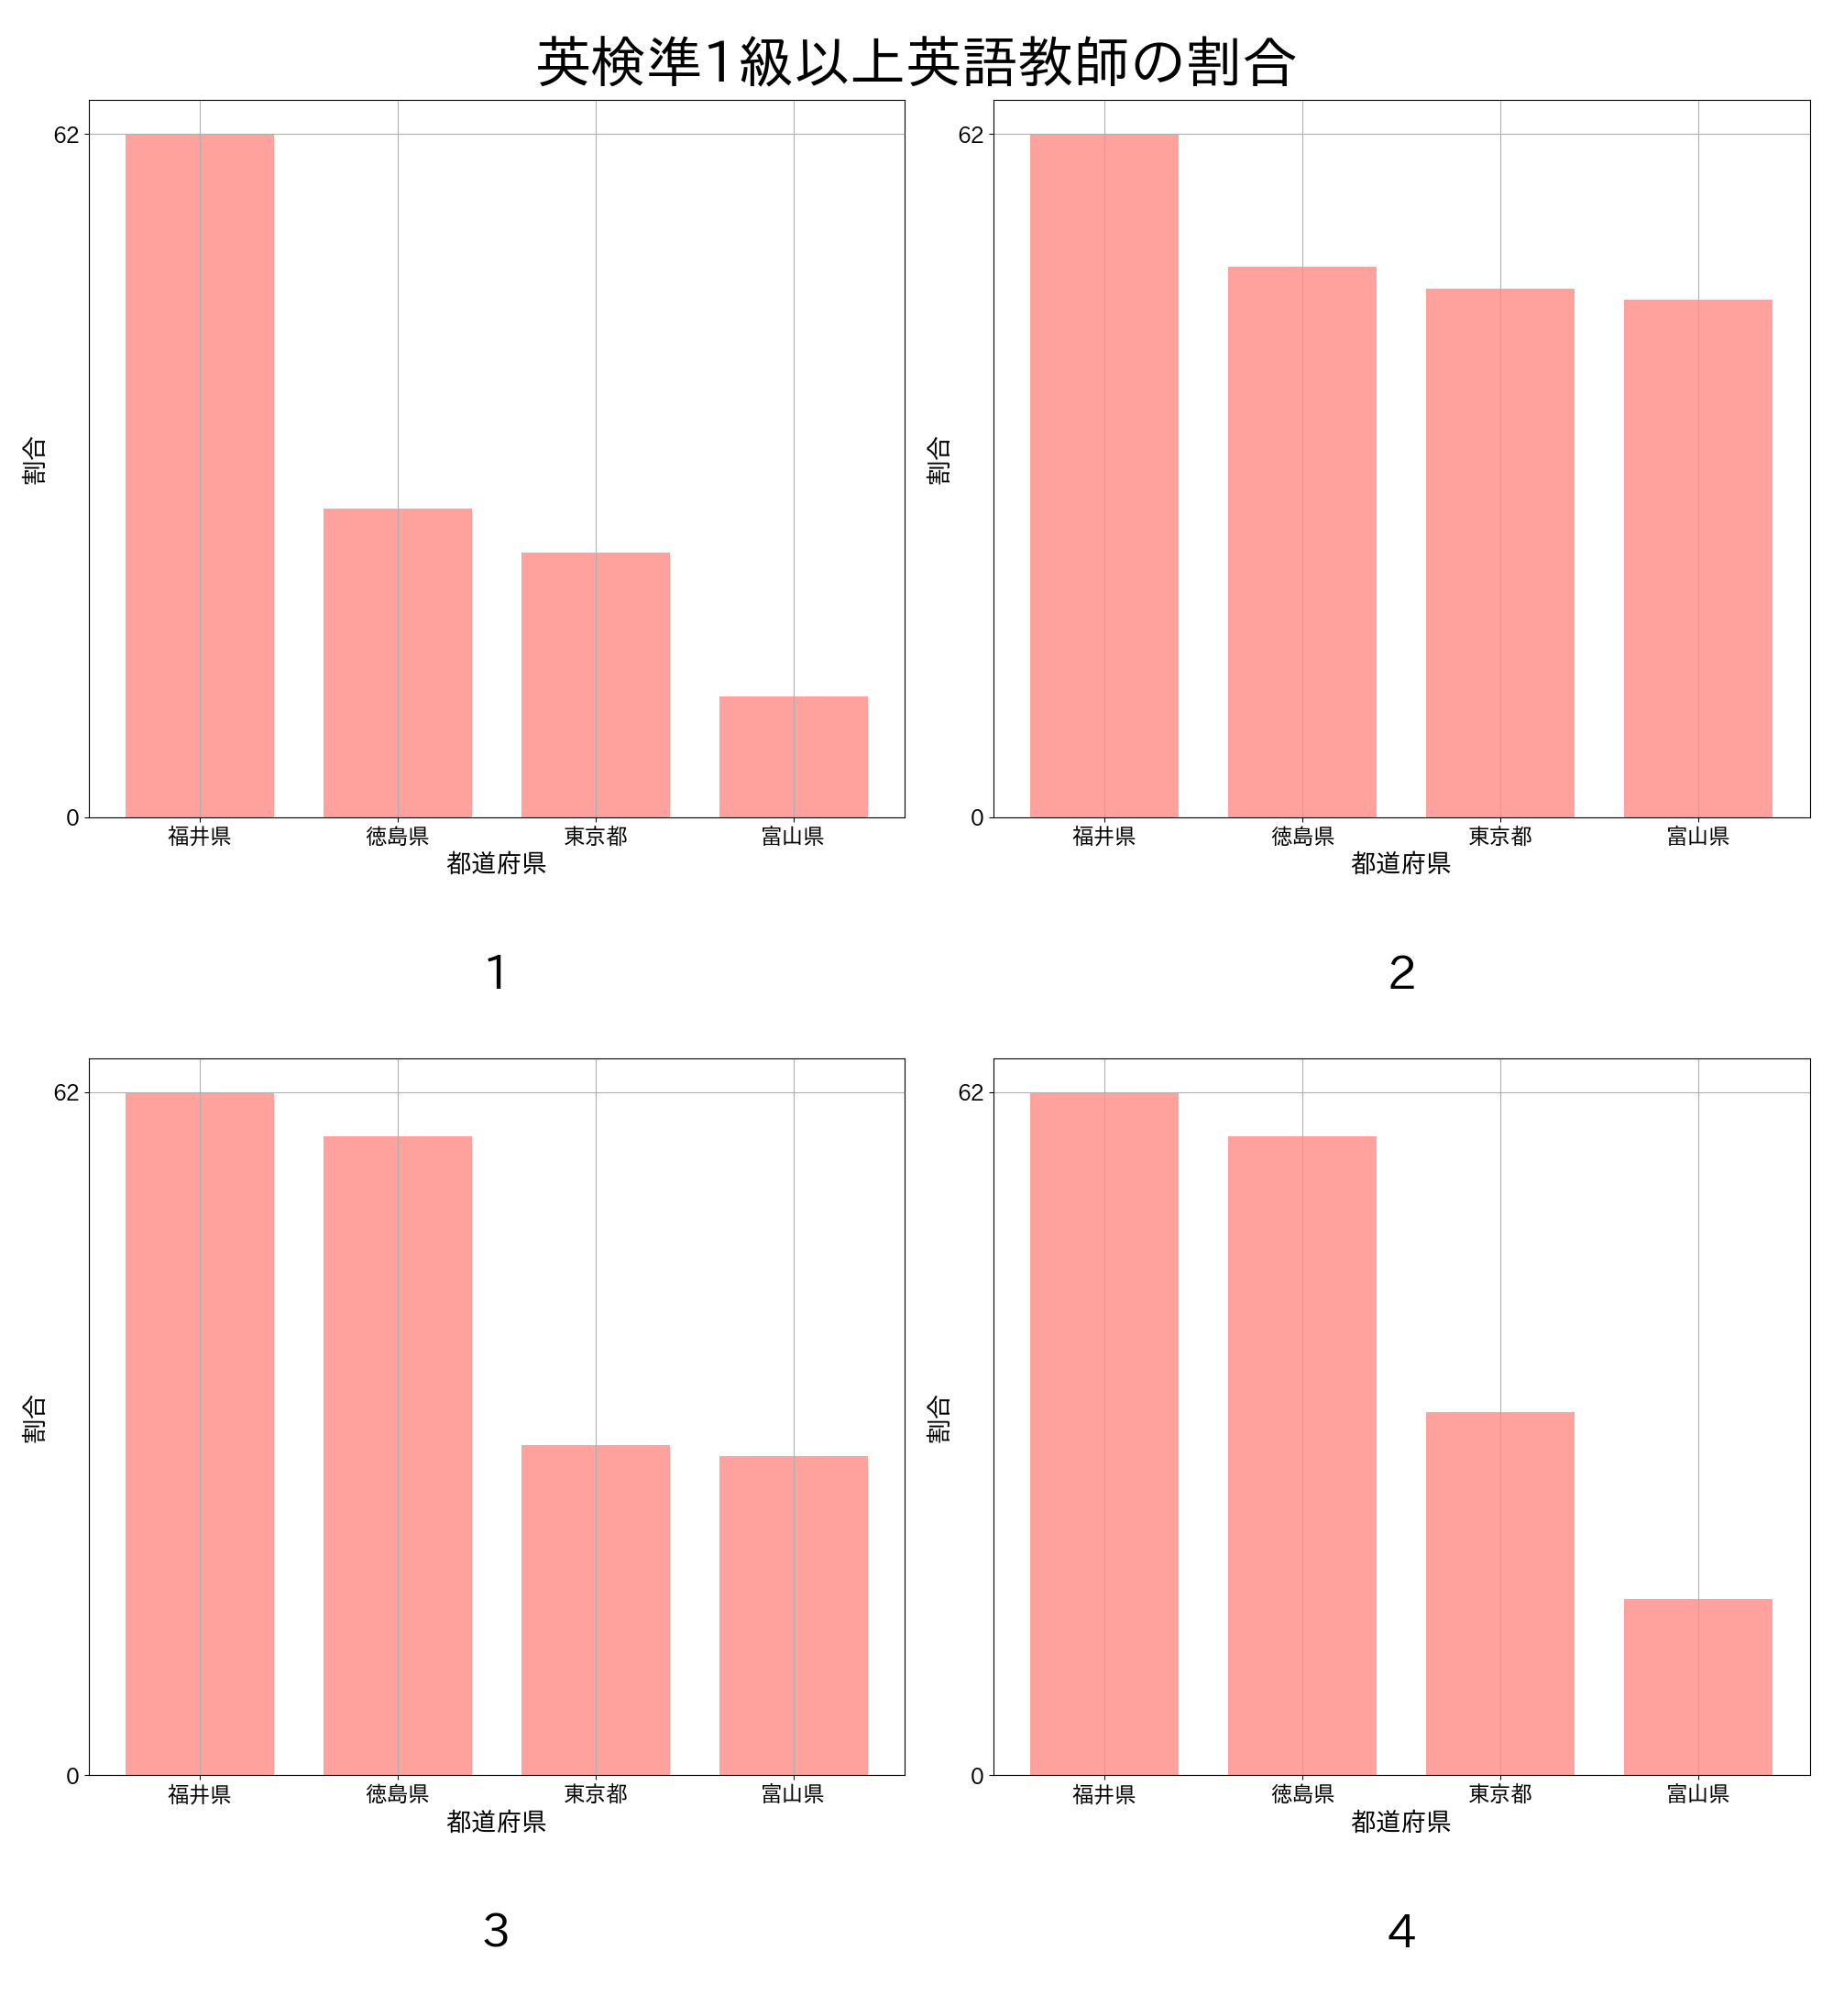 英検準1級以上英語教師の割合
62
0
割合
福井県 徳島県 東京都 富山県
都道府県
1
62
0
割合
福井県 徳島県 東京都 富山県
都道府県
2
62
0
割合
福井県 徳島県 東京都 富山県
都道府県
3
62
0
割合
福井県 徳島県 東京都 富山県
都道府県
4